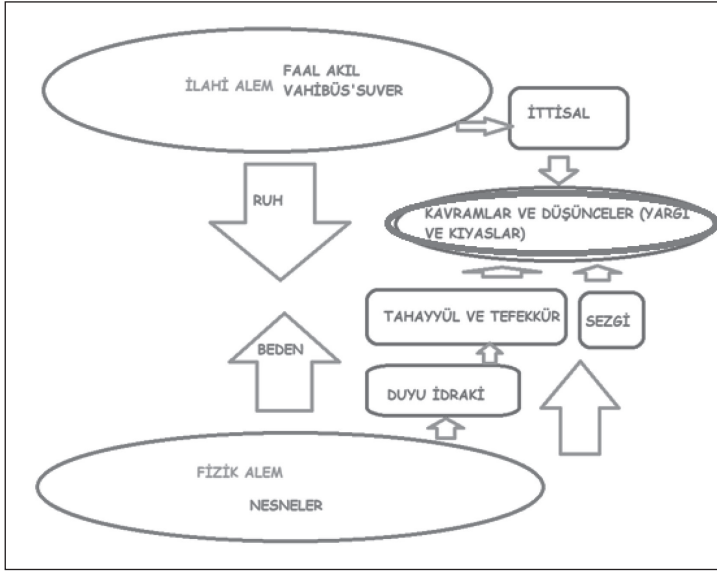 İLAHİ ALEM
FAAL AKIL
VAHİBÜS'SUVER
İTTİSAL
RUH
KAVRAMLAR VE DÜŞÜNCELER (YARGI
VE KIYASLAR)
TAHAYYÜL VE TEFEKKÜR
SEZGİ
BEDEN
DUYU İDRAKİ
FİZİK ALEM
NESNELER